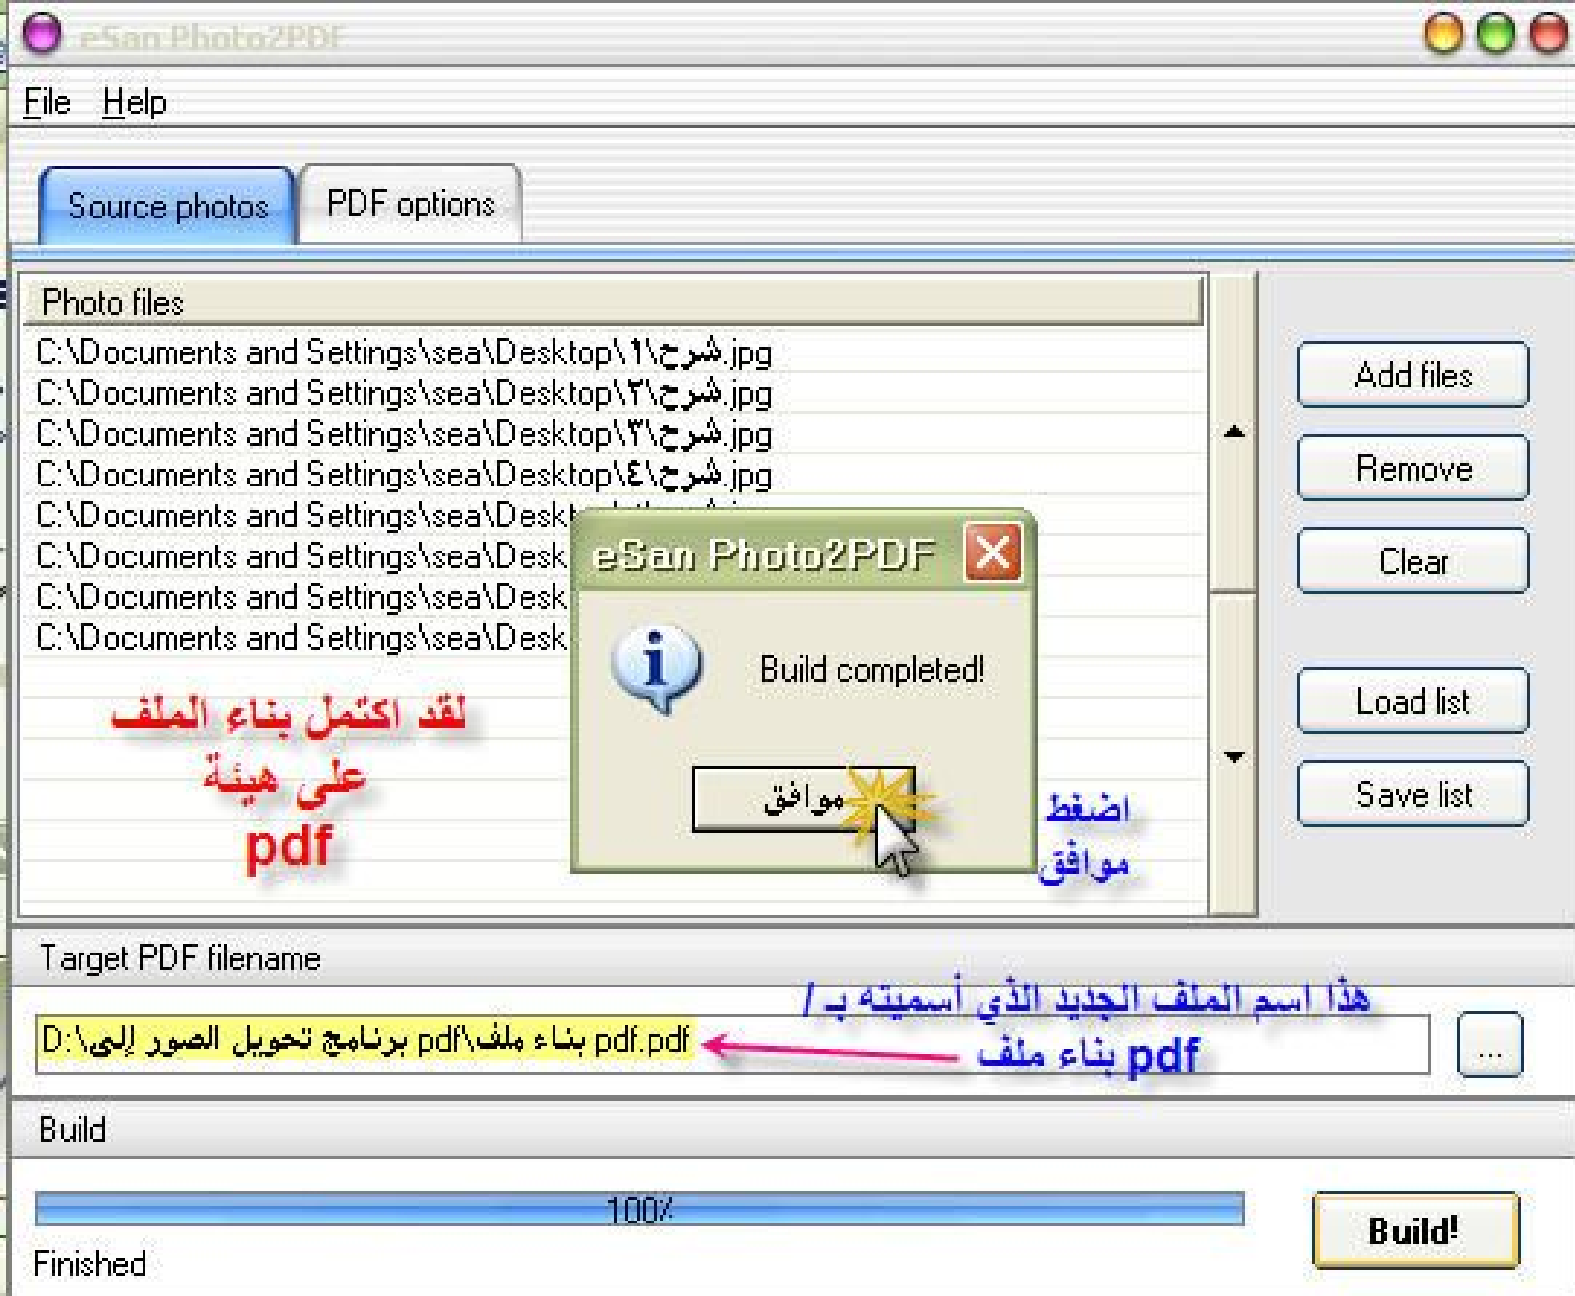 eSan Photo2PDF
File Help
Source photos PDF options
Photo files
C:\Documents and Settings\sea\Desktop\شرح\١.jpg
C:\Documents and Settings\sea\Desktop\شرح\٢.jpg
C:\Documents and Settings\sea\Desktop\شرح\٣.jpg
C:\Documents and Settings\sea\Desktop\شرح\٤.jpg
C:\Documents and Settings\sea\Deskt
C:\Documents and Settings\sea\Desk
C:\Documents and Settings\sea\Desk
C:\Documents and Settings\sea\Desk
Add files
Remove
Clear
Load list
Save list
eSan Photo2PDF
Build completed!
موافق
اضغط
موافق
لقد اكتمل بناء الملف
على هيئة
pdf
Target PDF filename
هذا اسم الملف الجديد الذي أسميته بـ /
بناء ملف pdf
D:\برنامج تحويل الصور إلى pdf\بناء ملف pdf.pdf
...
Build
100%
Build!
Finished